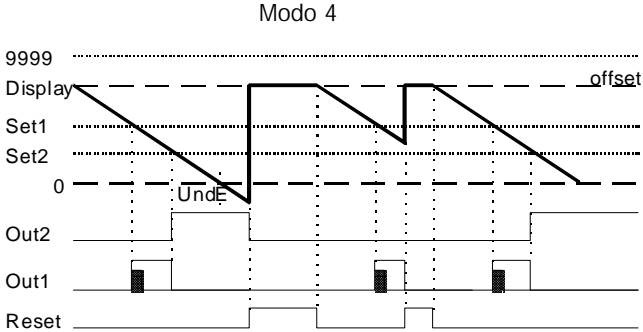 Modo 4
9999
Display
offset
Set1
Set2
0
UndE
Out2
Out1
Reset